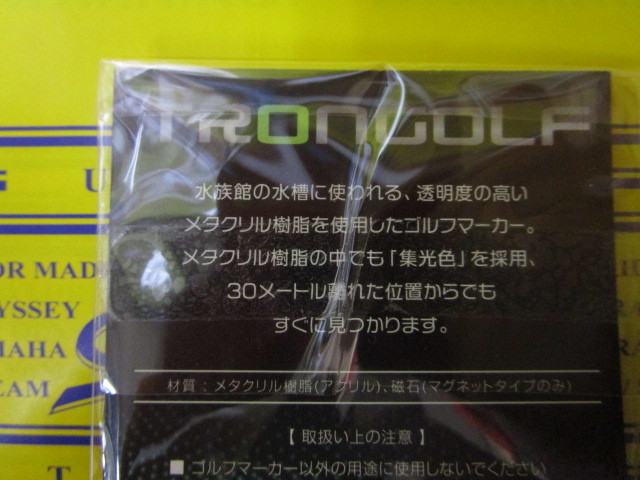 TRONGOLF
水族館の水槽に使われる、透明度の高い
メタクリル樹脂を使用したゴルフマーカー。
メタクリル樹脂の中でも「集光色」を採用、
30メートル離れた位置からでも
すぐに見つかります。
材質：メタクリル樹脂(アクリル)、磁石(マグネットタイプのみ)
【 取扱い上の注意 】
■ ゴルフマーカー以外の用途に使用しないでください